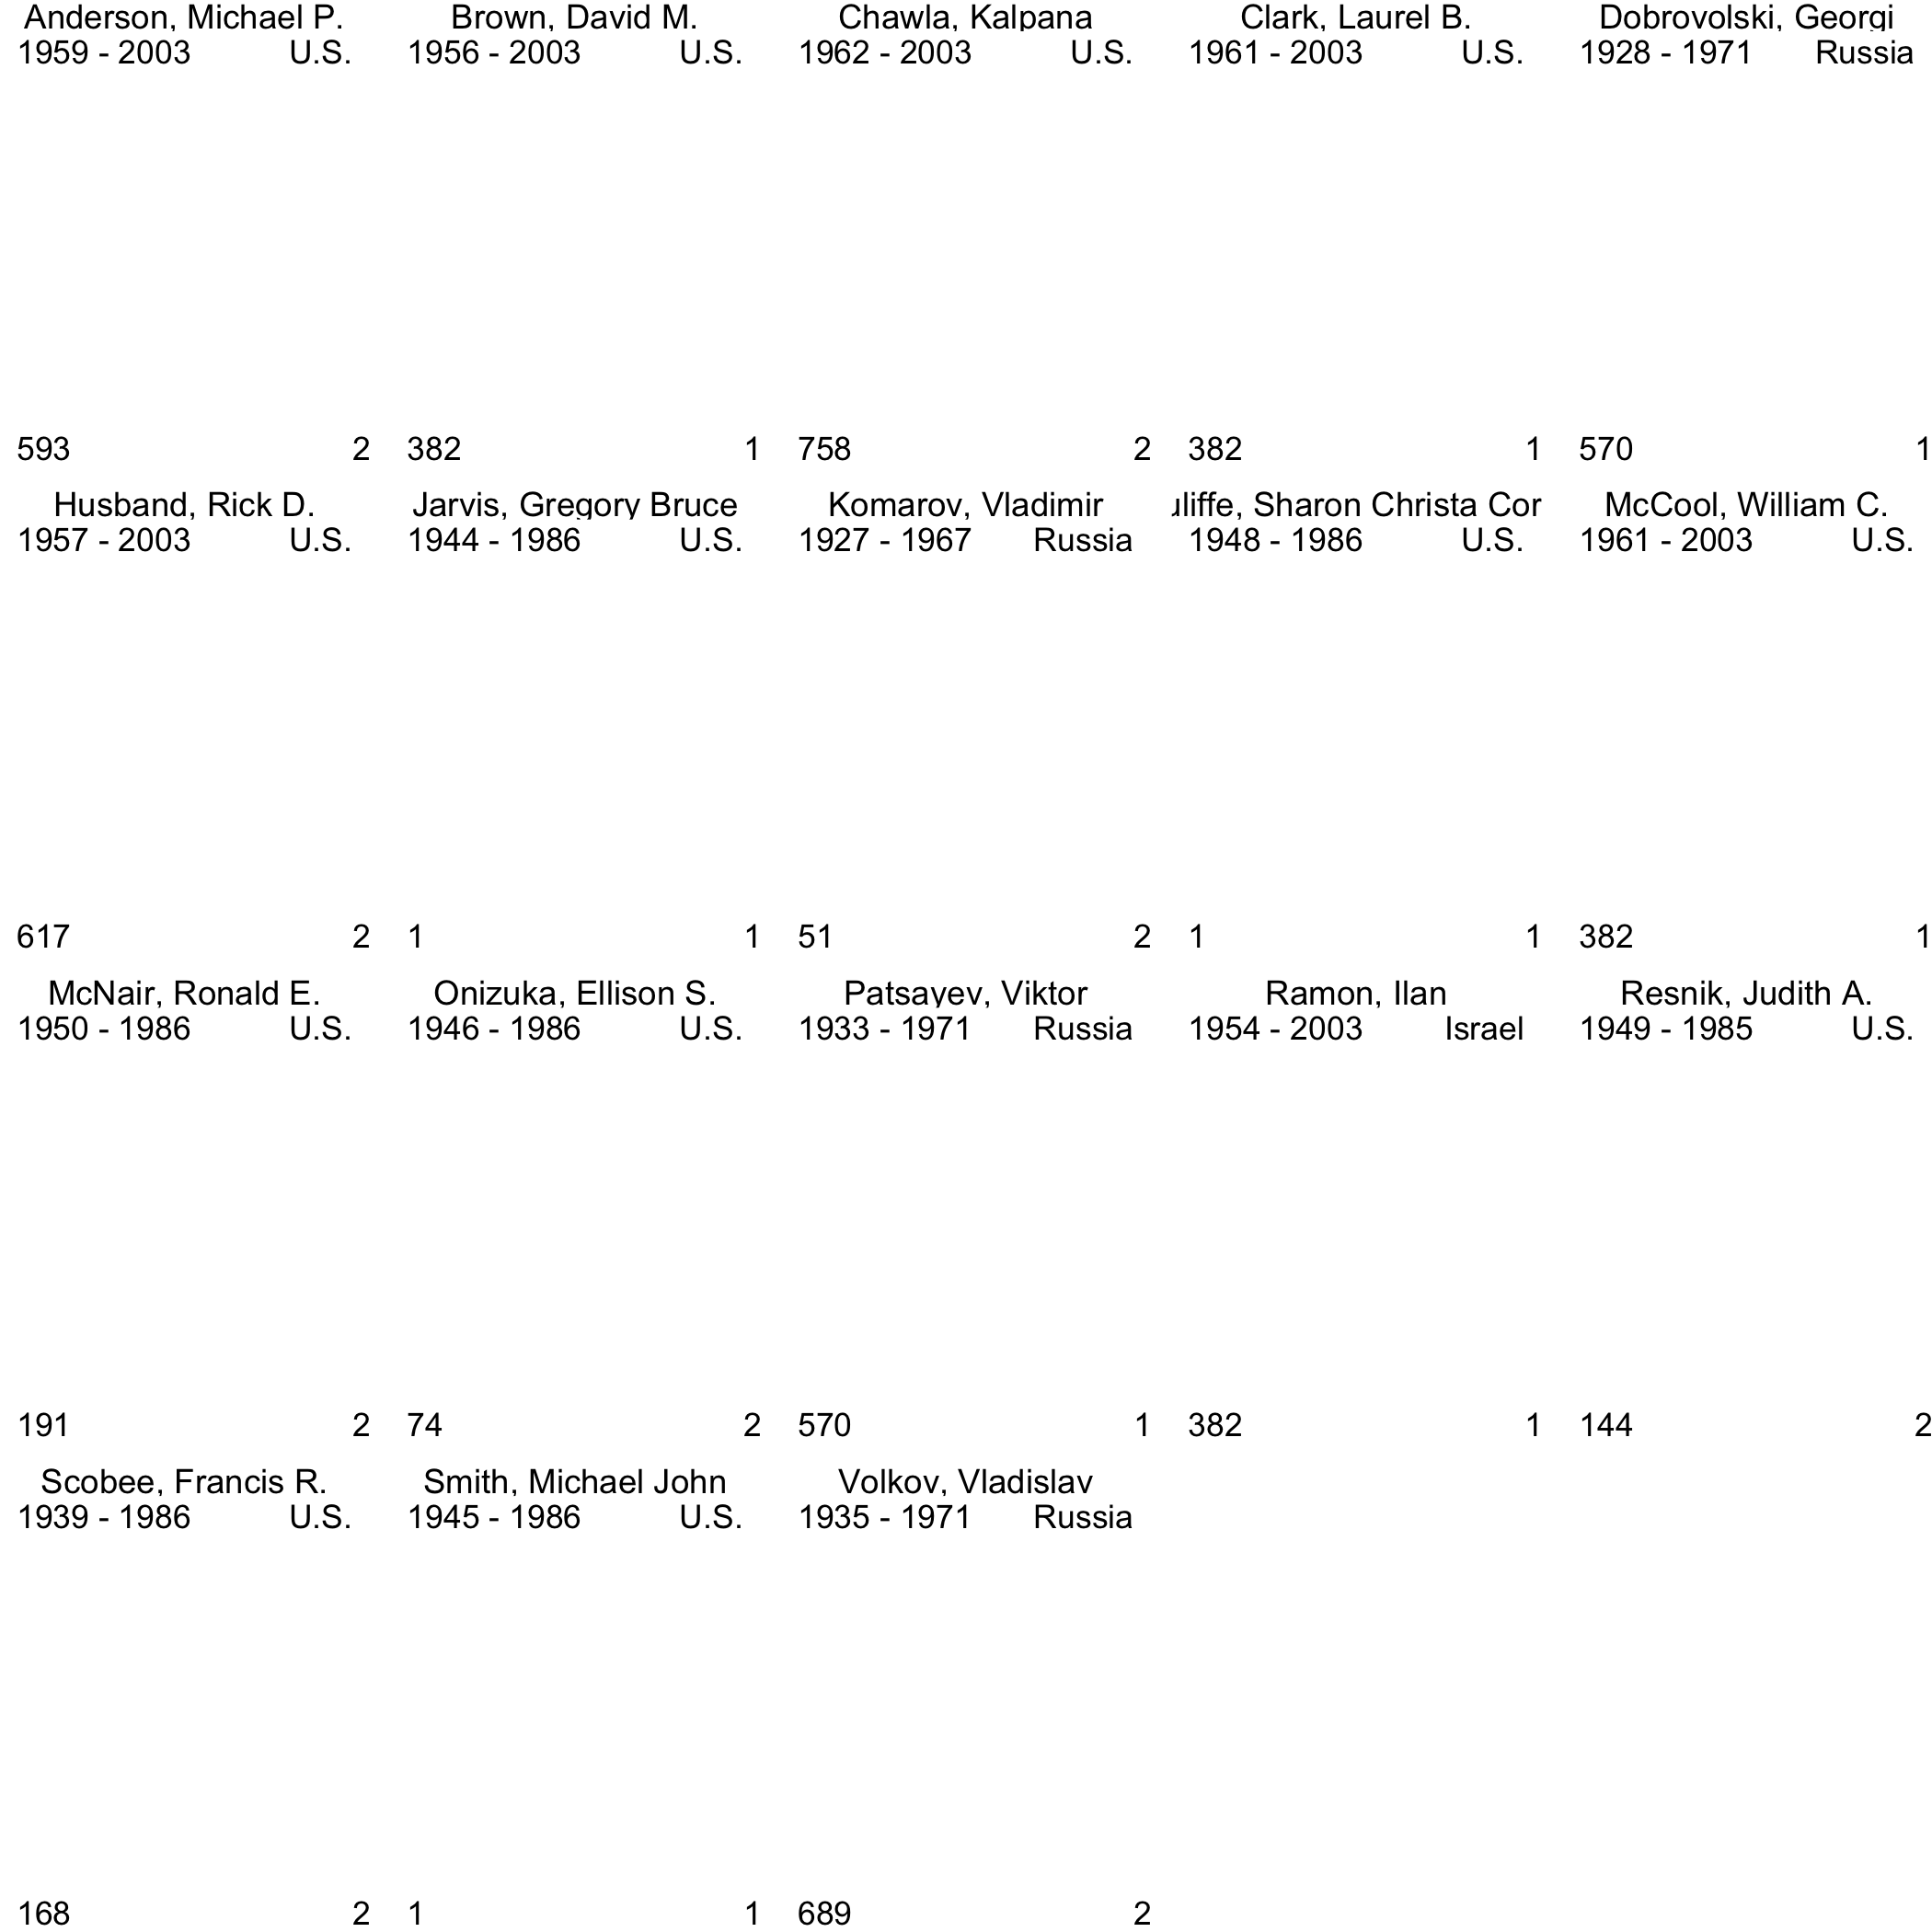 Anderson, Michael P. Brown, David M. Chawla, Kalpana Clark, Laurel B. Dobrovolski, Georgi
1959 - 2003 U.S. 1956 - 2003 U.S. 1962 - 2003 U.S. 1961 - 2003 U.S. 1928 - 1971 Russia
593 2 382 1 758 2 382 1 570 1
Husband, Rick D. Jarvis, Gregory Bruce Komarov, Vladimir uliffe, Sharon Christa Cor McCool, William C.
1957 - 2003 U.S. 1944 - 1986 U.S. 1927 - 1967 Russia 1948 - 1986 U.S. 1961 - 2003 U.S.
617 2 1 1 51 2 1 1 382 1
McNair, Ronald E. Onizuka, Ellison S. Patsayev, Viktor Ramon, Ilan Resnik, Judith A.
1950 - 1986 U.S. 1946 - 1986 U.S. 1933 - 1971 Russia 1954 - 2003 Israel 1949 - 1985 U.S.
191 2 74 2 570 1 382 1 144 2
Scobee, Francis R. Smith, Michael John Volkov, Vladislav
1939 - 1986 U.S. 1945 - 1986 U.S. 1935 - 1971 Russia
168 2 1 1 689 2